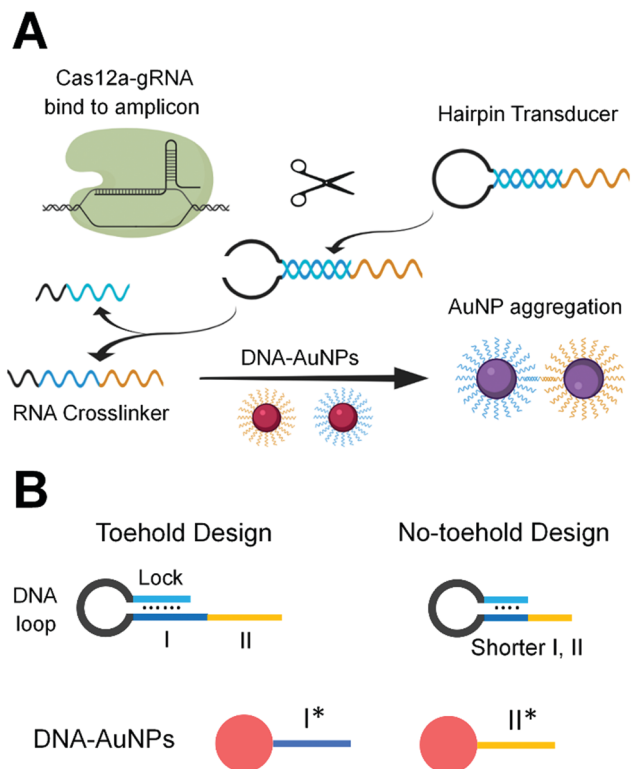 A
Cas12a-gRNA
bind to amplicon
Hairpin Transducer
AuNP aggregation
DNA-AuNPs
RNA Crosslinker
B
Toehold Design
No-toehold Design
DNA
loop
Lock
I
II
Shorter I, II
DNA-AuNPs
I*
II*